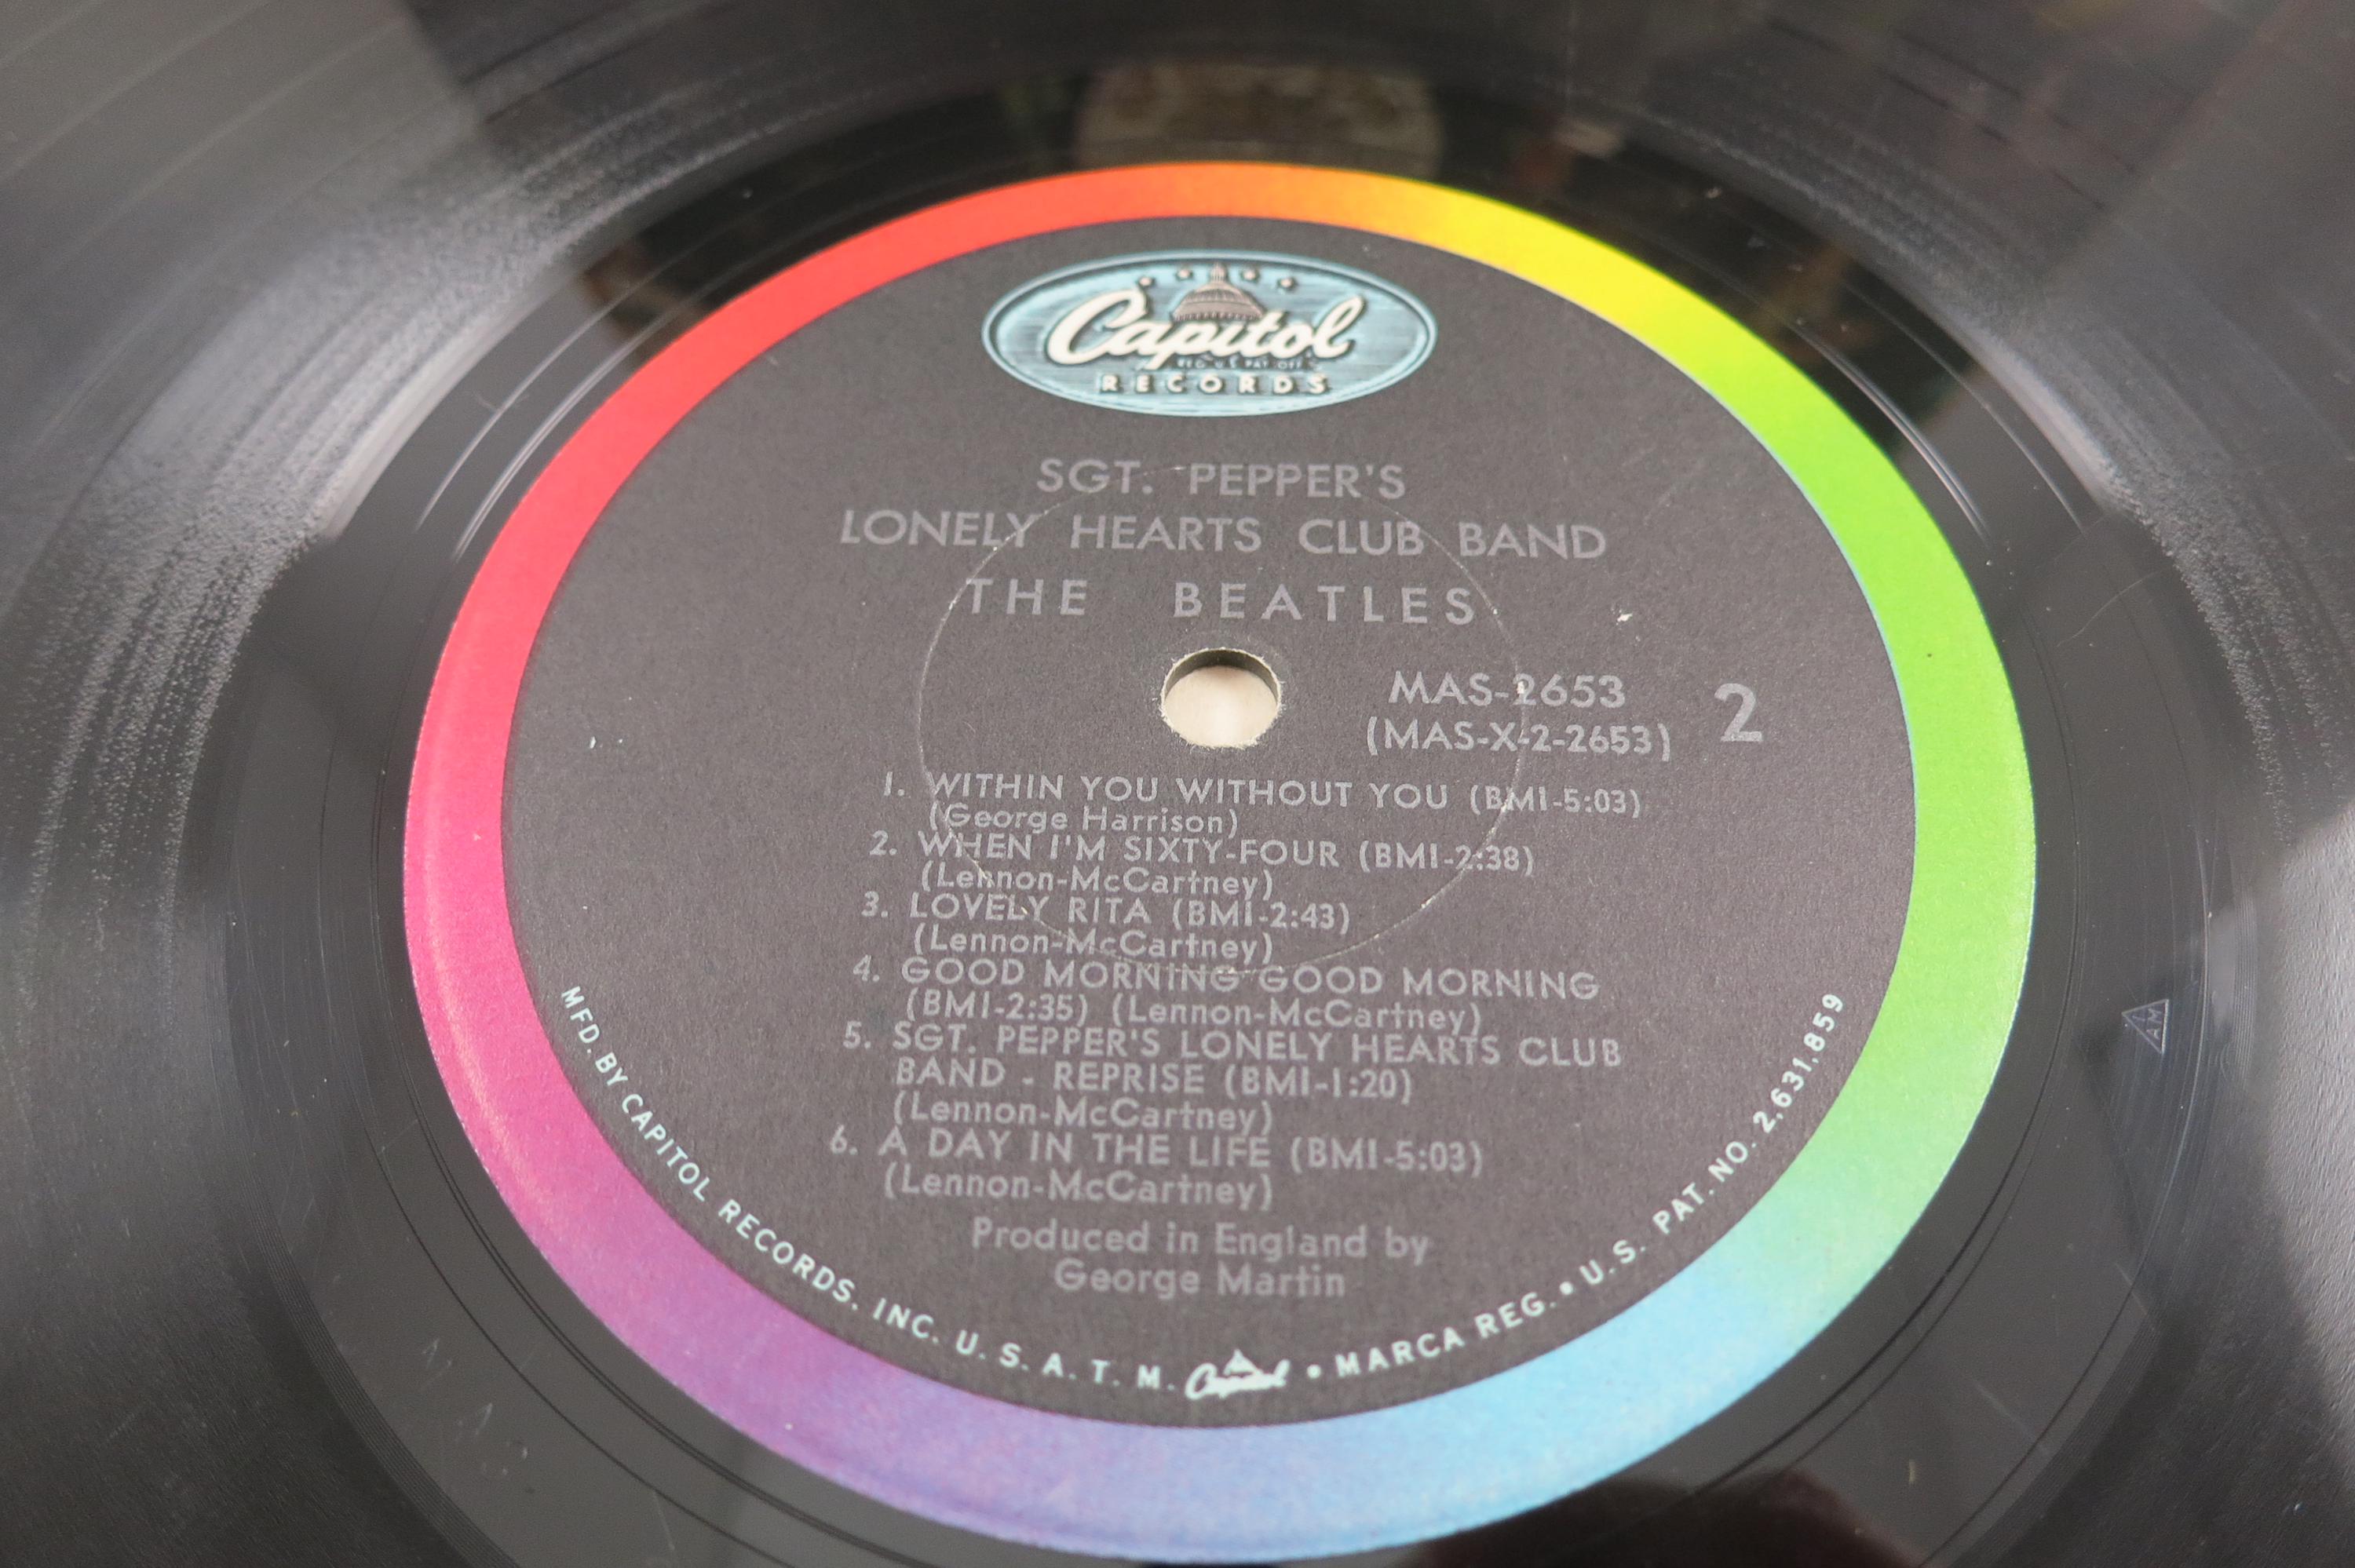 Capitol
REG. U.S. PAT. OFF.
RECORDS
SGT. PEPPER'S
LONELY HEARTS CLUB BAND
THE BEATLES
MAS-2653
(MAS-X-2-2653)
2
1. WITHIN YOU WITHOUT YOU (BMI-5:03)
(George Harrison)
2. WHEN I'M SIXTY-FOUR (BMI-2:38)
(Lennon-McCartney)
3. LOVELY RITA (BMI-2:43)
(Lennon-McCartney)
4. GOOD MORNING GOOD MORNING
(BMI-2:35) (Lennon-McCartney)
5. SGT. PEPPER'S LONELY HEARTS CLUB
BAND - REPRISE (BMI-1:20)
(Lennon-McCartney)
6. A DAY IN THE LIFE (BMI-5:03)
(Lennon-McCartney)
Produced in England by
George Martin
MFD. BY CAPITOL RECORDS, INC. U. S. A. T. M. Capitol • MARCA REG. • U.S. PAT. NO. 2,631,859
IAM